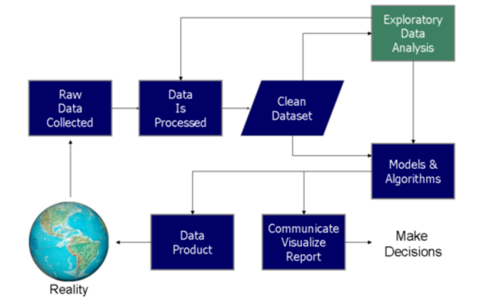 Exploratory
Data
Analysis
Raw
Data
Collected
Data
Is
Processed
Clean
Dataset
Models &
Algorithms
Data
Product
Communicate
Visualize
Report
Make
Decisions
Reality